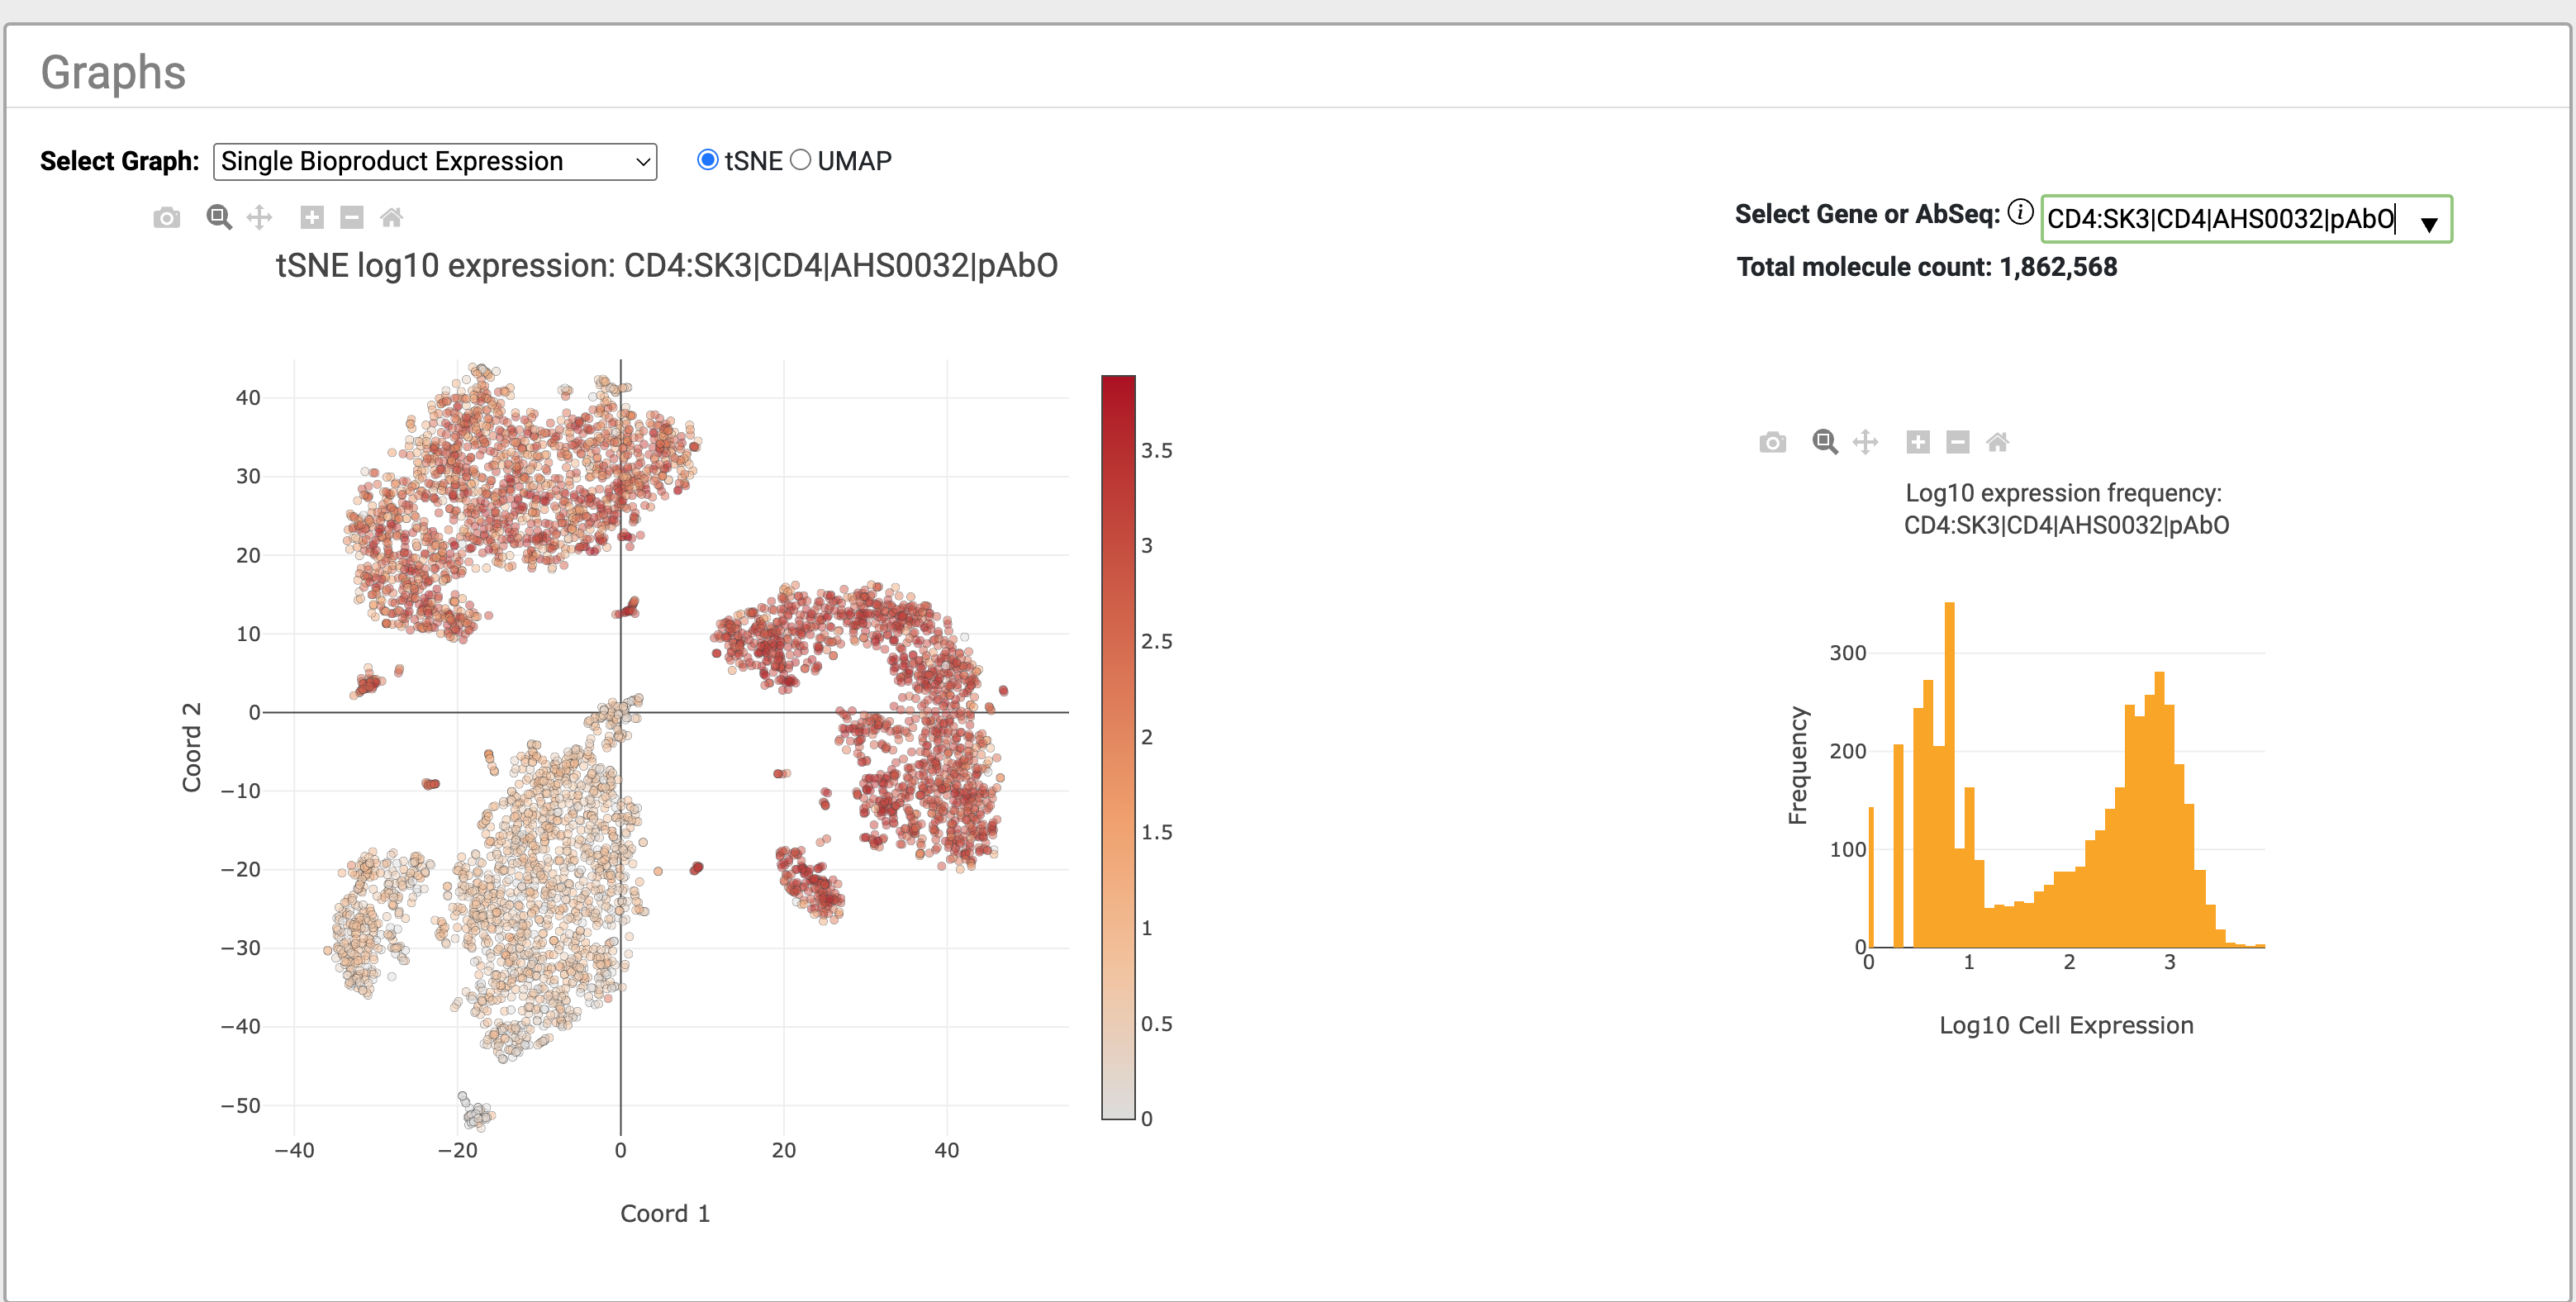 Graphs
Select Graph: Single Bioproduct Expression tSNE UMAP
Select Gene or AbSeq: i CD4:SK3|CD4|AHS0032|pAbO
Total molecule count: 1,862,568
tSNE log10 expression: CD4:SK3|CD4|AHS0032|pAbO
40
30
20
10
0
−10
−20
−30
−40
−50
Coord 2
−40 −20 0 20 40
Coord 1
3.5
3
2.5
2
1.5
1
0.5
0
Log10 expression frequency:
CD4:SK3|CD4|AHS0032|pAbO
300
200
100
0
Frequency
0 1 2 3
Log10 Cell Expression